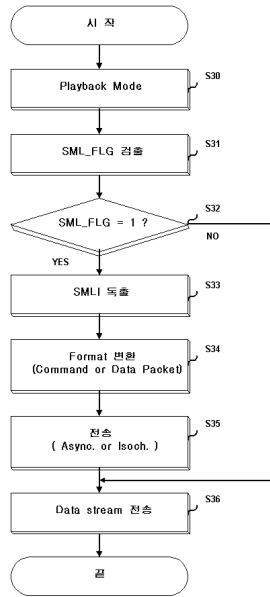 시 작
Playback Mode
S30
SML_FLG 검출
S31
SML_FLG = 1 ?
S32
NO
YES
SMLI 독출
S33
Format 변환
(Command or Data Packet)
S34
전송
( Async. or Isoch. )
S35
Data stream 전송
S36
끝